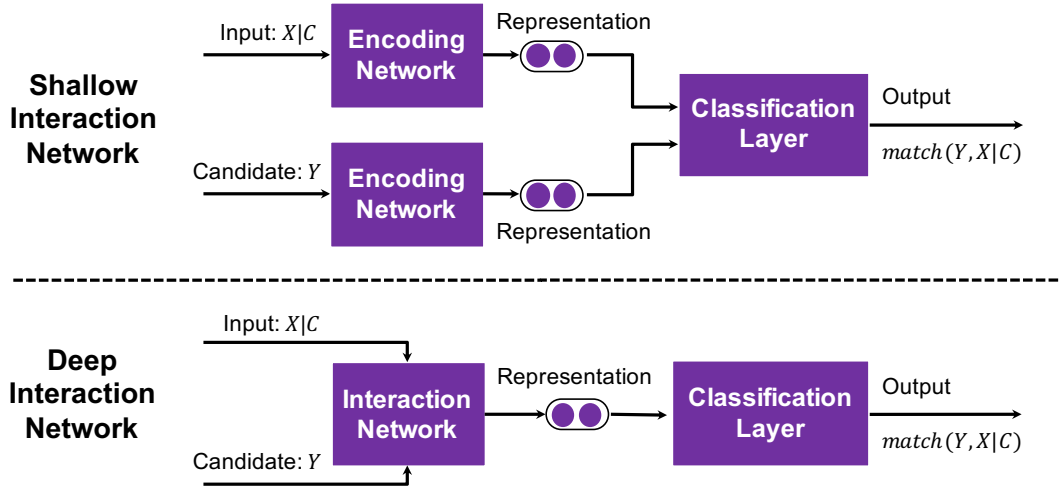 Shallow
Interaction
Network
Input: X|C
Encoding
Network
Representation
Candidate: Y
Encoding
Network
Representation
Classification
Layer
Output
match(Y, X|C)
Deep
Interaction
Network
Input: X|C
Candidate: Y
Interaction
Network
Representation
Classification
Layer
Output
match(Y, X|C)